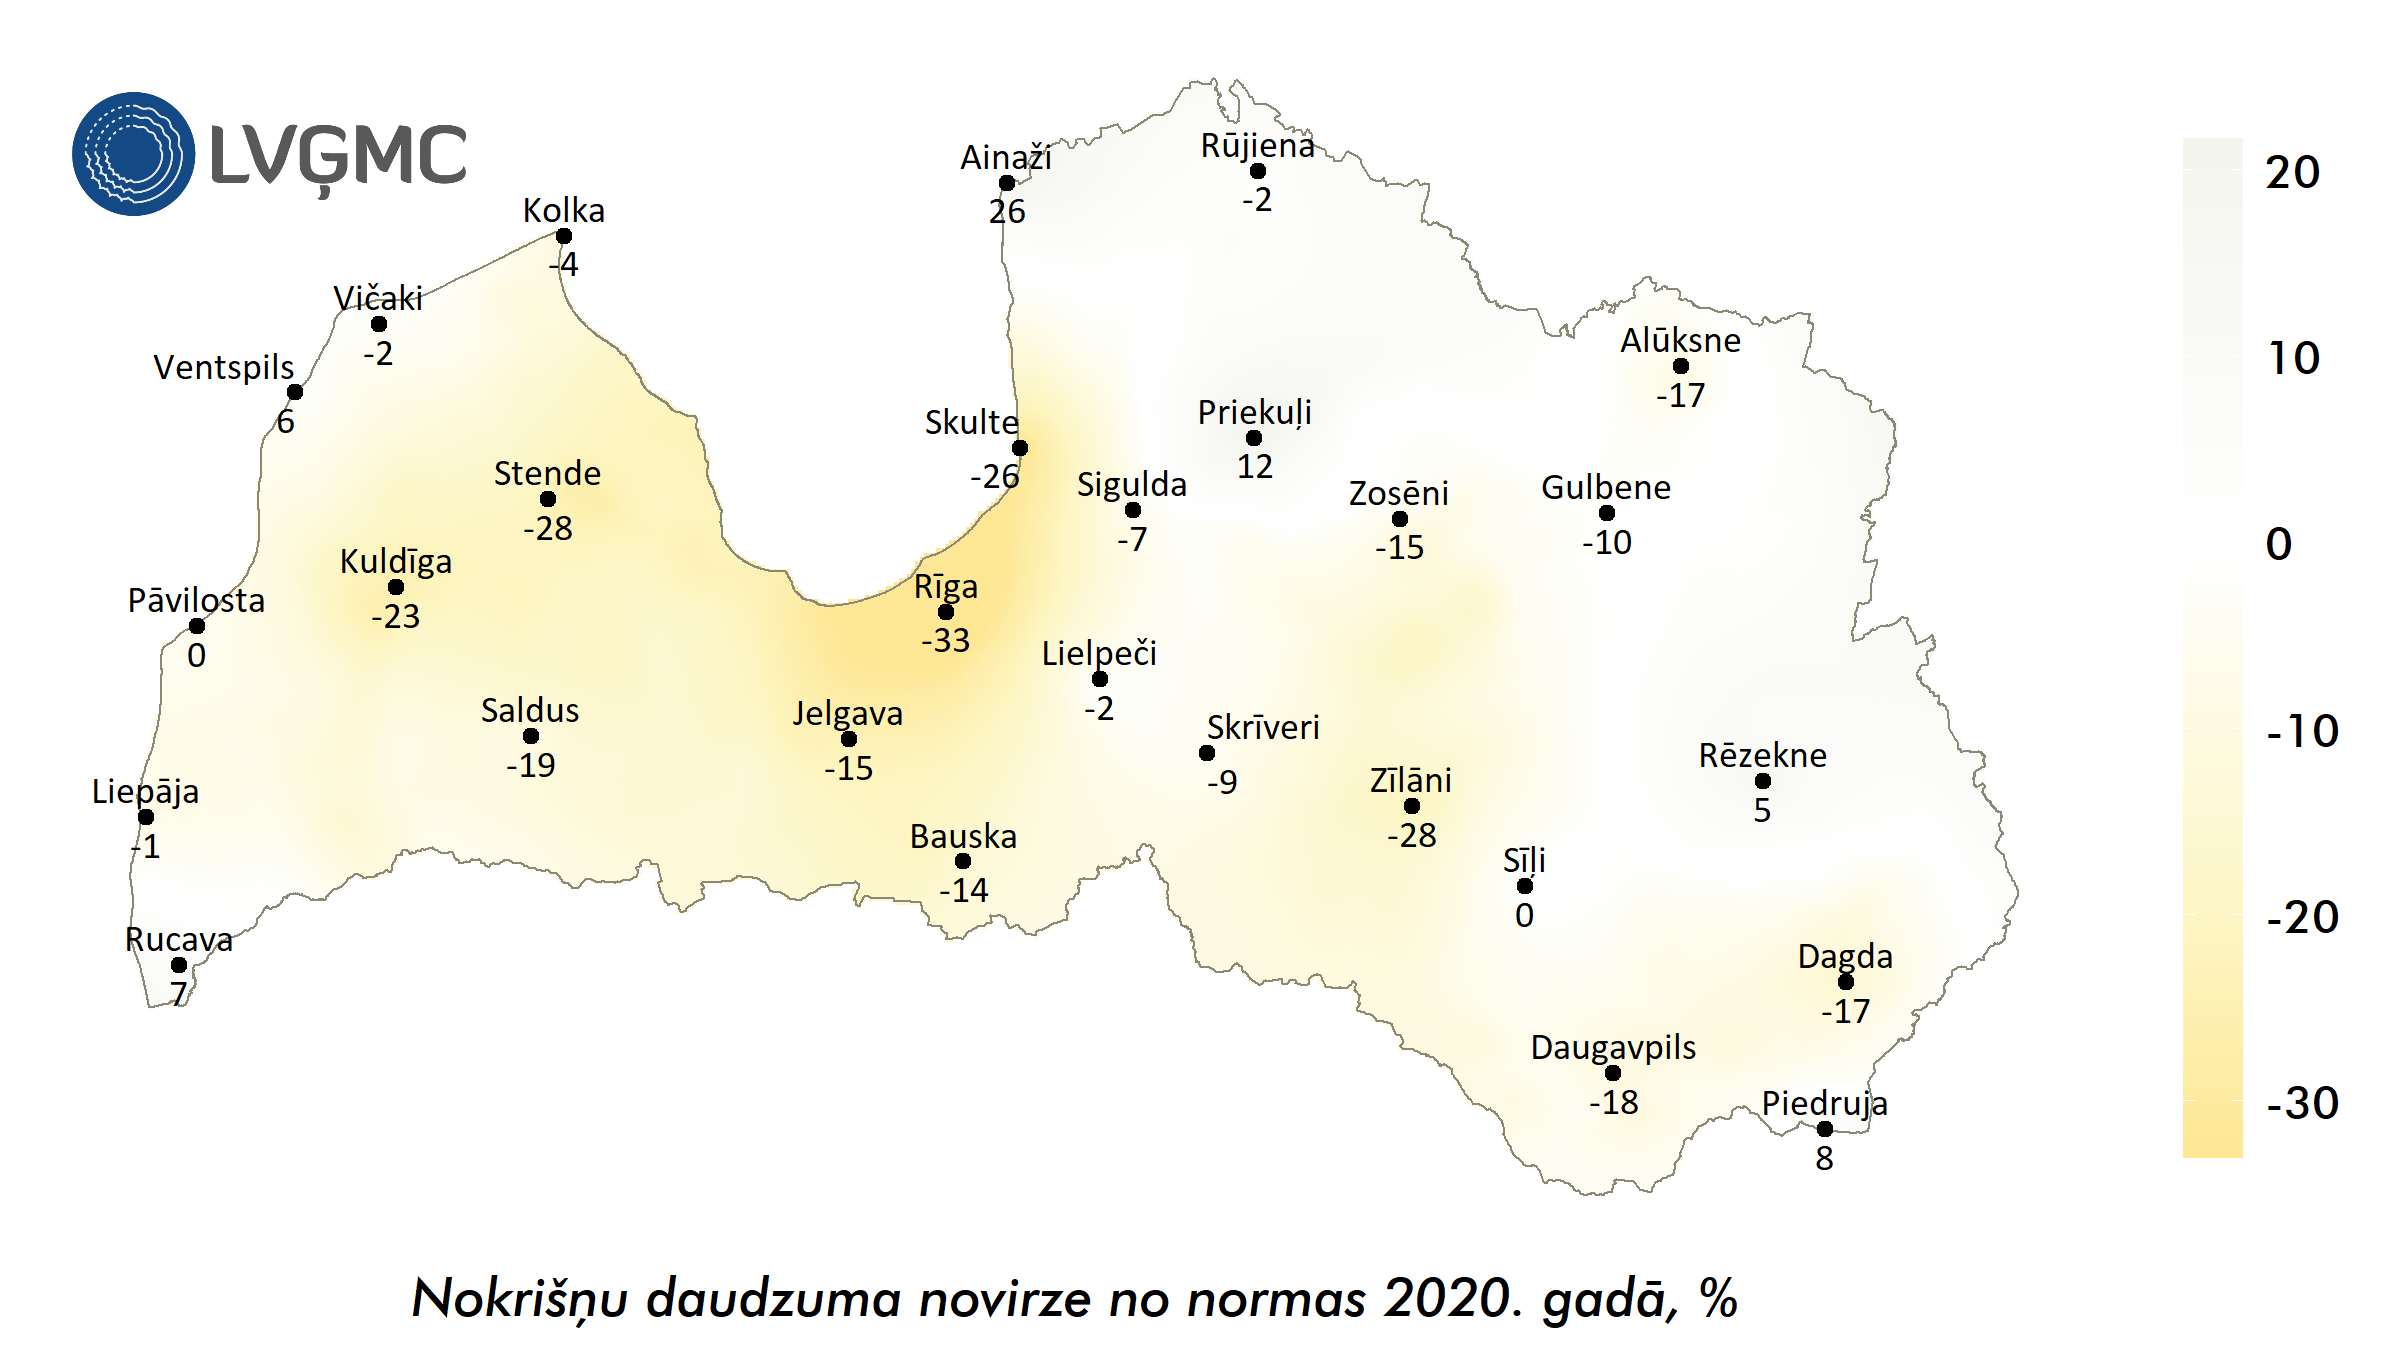 LVĢMC
Ainaži
26
Rūjiena
-2
Kolka
-4
Vičaki
-2
Ventspils
6
Alūksne
-17
Skulte
-26
Priekuļi
12
Stende
-28
Sigulda
-7
Zosēni
-15
Gulbene
-10
Kuldīga
-23
Pāvilosta
0
Rīga
-33
Lielpeči
-2
Saldus
-19
Jelgava
-15
Skrīveri
-9
Zīlāni
-28
Rēzekne
5
Liepāja
-1
Bauska
-14
Sīļi
0
Rucava
7
Dagda
-17
Daugavpils
-18
Piedruja
8
20
10
0
-10
-20
-30
Nokrišņu daudzuma novirze no normas 2020. gadā, %